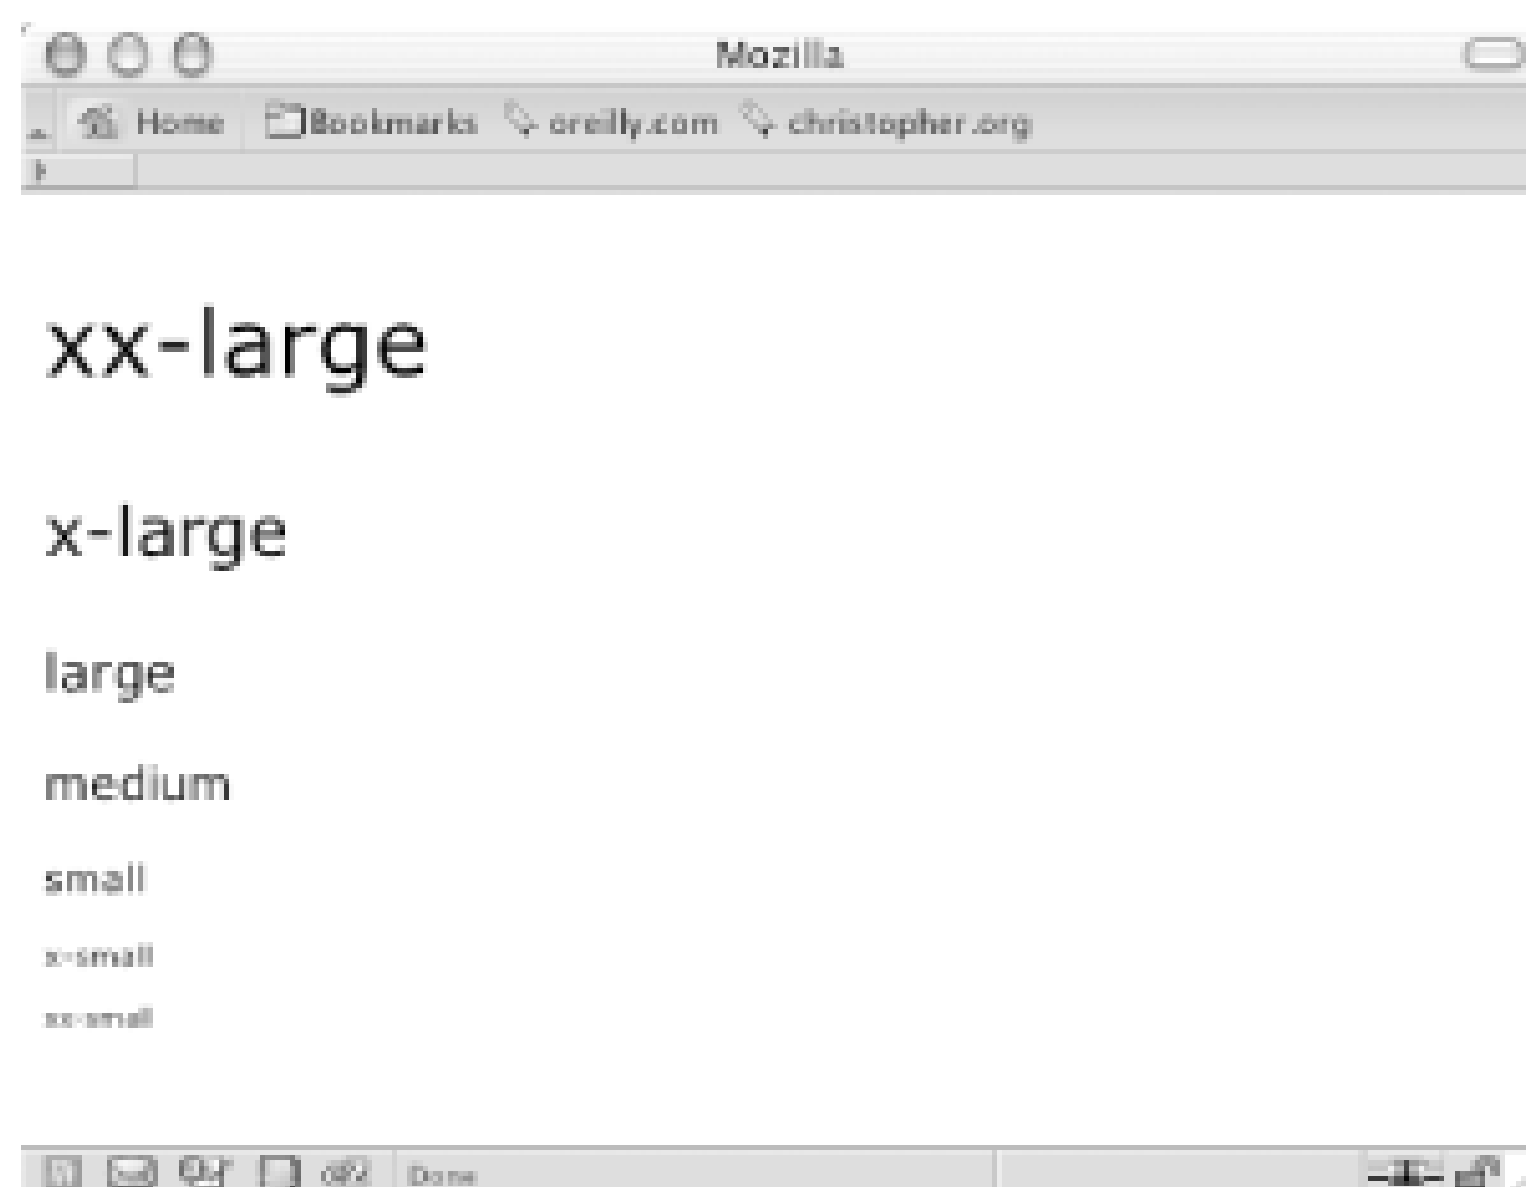 Mozilla
Home Bookmarks oreilly.com christopher.org
xx-large
x-large
large
medium
small
x-small
xx-small
Done